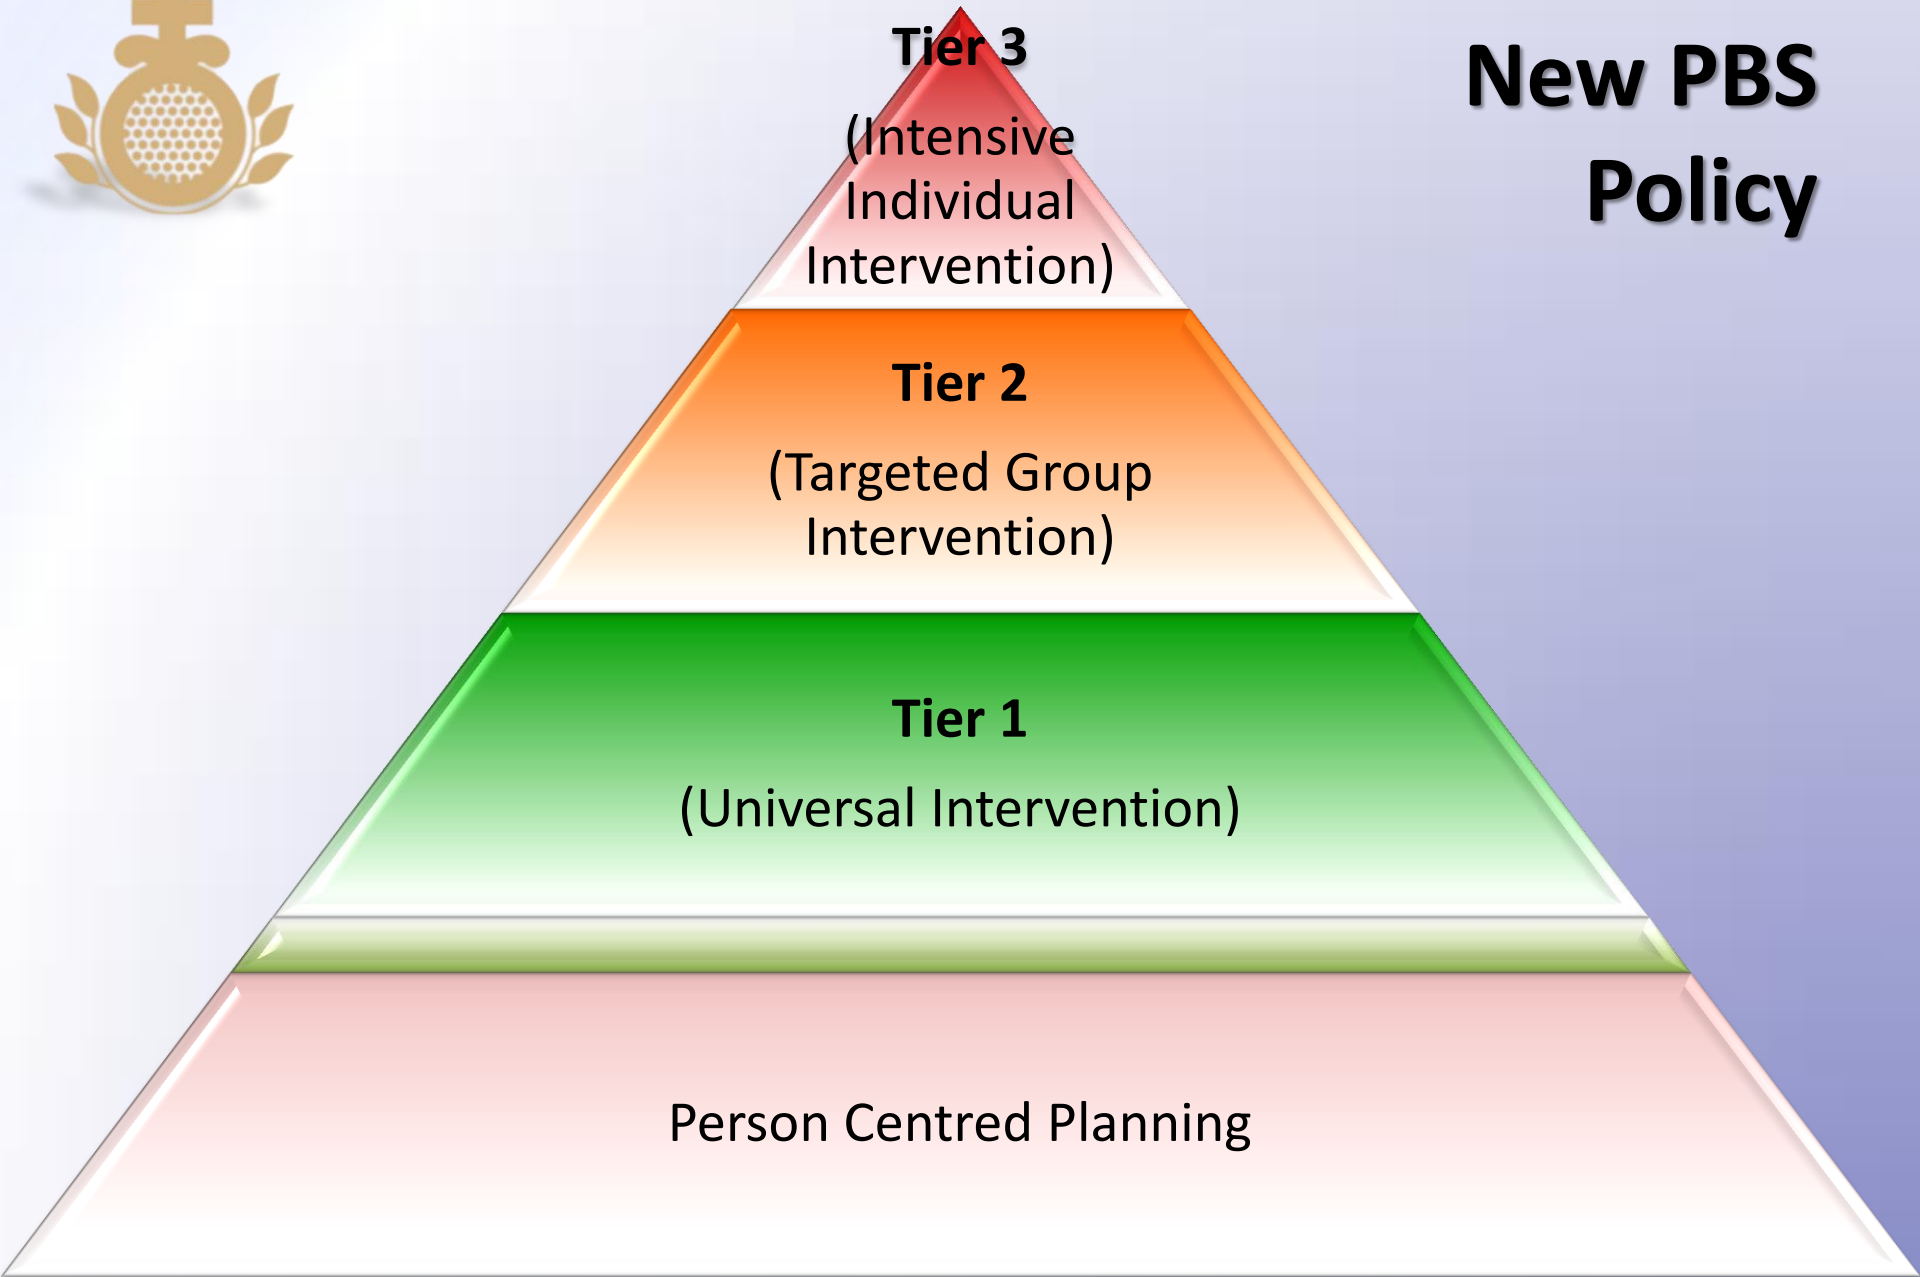 New PBS
Policy
Tier 3
(Intensive
Individual
Intervention)
Tier 2
(Targeted Group
Intervention)
Tier 1
(Universal Intervention)
Person Centred Planning